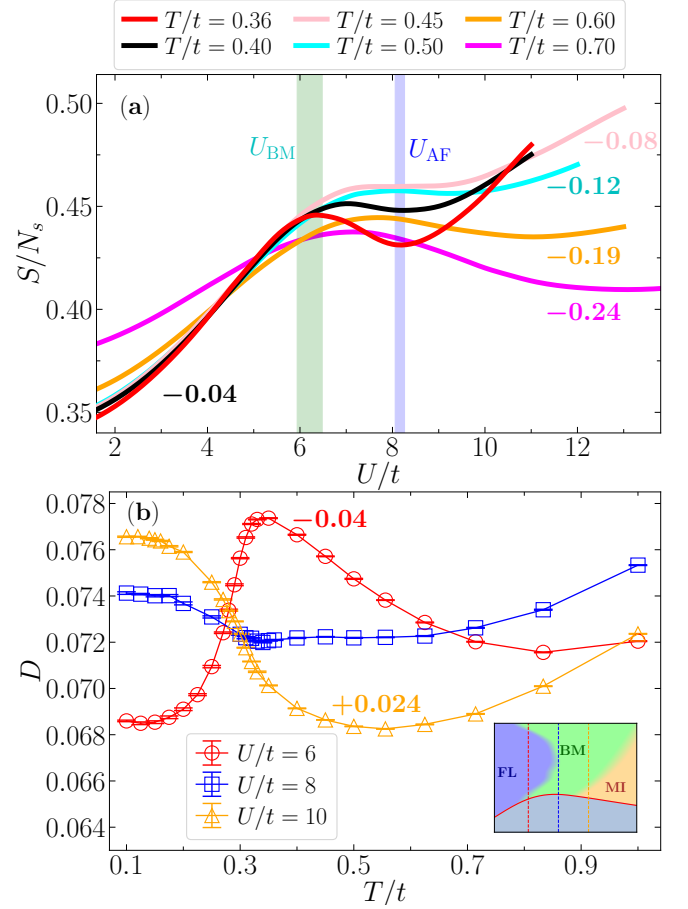 T/t = 0.36 T/t = 0.45 T/t = 0.60
T/t = 0.40 T/t = 0.50 T/t = 0.70
(a)
0.50
0.45
0.40
0.35
S/N_s
U_BM
U_AF
−0.08
−0.12
−0.19
−0.24
−0.04
2 4 6 8 10 12
U/t
(b)
0.078
0.076
0.074
0.072
0.070
0.068
0.066
0.064
D
−0.04
+0.024
U/t = 6
U/t = 8
U/t = 10
FL BM MI
0.1 0.3 0.5 0.7 0.9
T/t